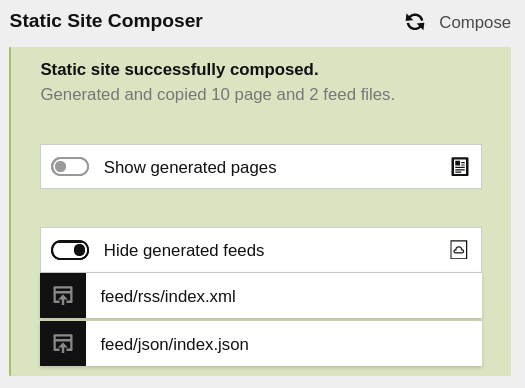 Static Site Composer
Compose
Static site successfully composed.
Generated and copied 10 page and 2 feed files.
Show generated pages
Hide generated feeds
feed/rss/index.xml
feed/json/index.json